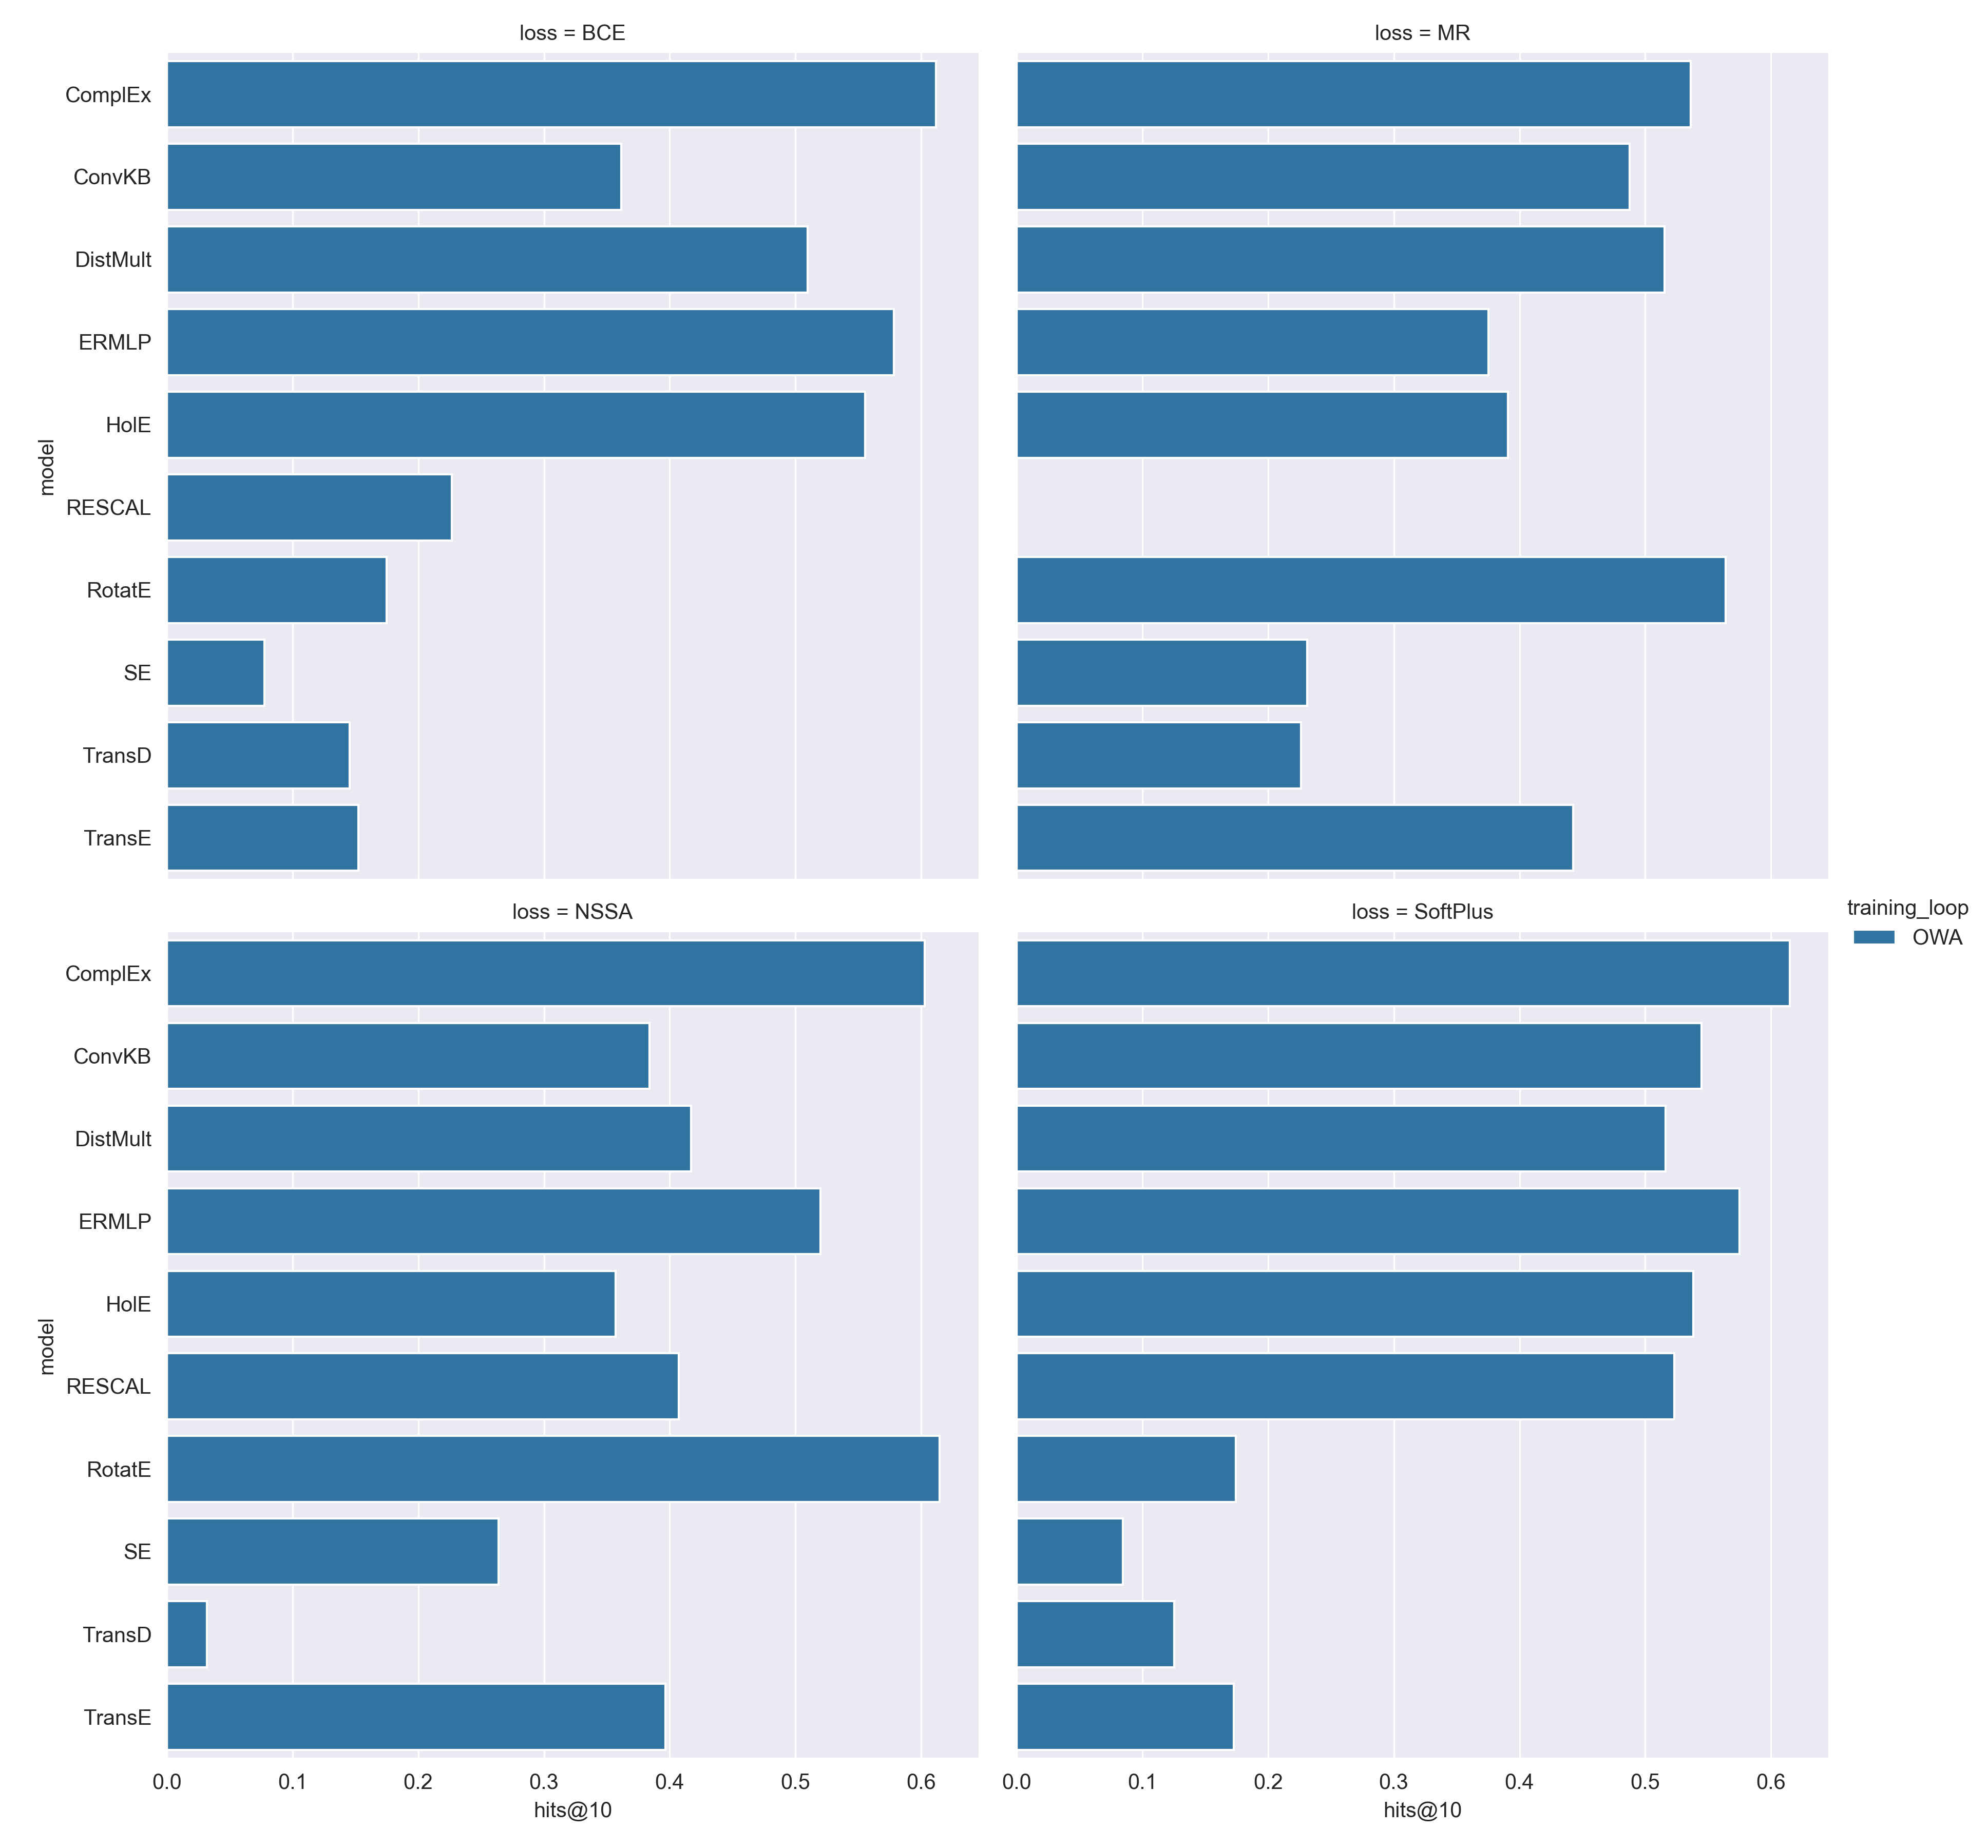 loss = BCE
loss = MR
model
ComplEx
ConvKB
DistMult
ERMLP
HolE
RESCAL
RotatE
SE
TransD
TransE
loss = NSSA
loss = SoftPlus
training_loop
OWA
model
ComplEx
ConvKB
DistMult
ERMLP
HolE
RESCAL
RotatE
SE
TransD
TransE
0.0 0.1 0.2 0.3 0.4 0.5 0.6
hits@10
0.0 0.1 0.2 0.3 0.4 0.5 0.6
hits@10